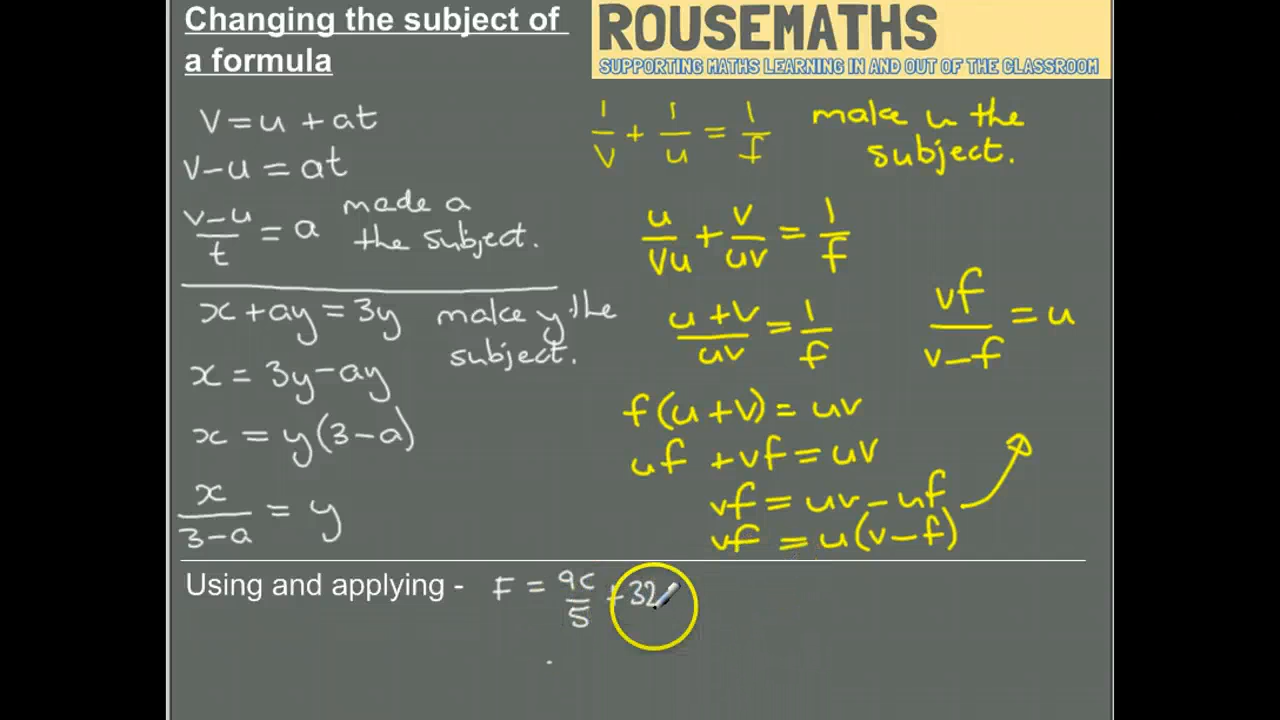 Changing the subject of
a formula
ROUSEMATHS
SUPPORTING MATHS LEARNING IN AND OUT OF THE CLASSROOM
v = u + at
v - u = at
(v - u)/t = a made a
the subject.
x + ay = 3y make y the
subject.
x = 3y - ay
x = y(3 - a)
x/(3 - a) = y
1/v + 1/u = 1/f make u the
subject.
u/vu + v/uv = 1/f
(u + v)/uv = 1/f
f(u + v) = uv
uf + vf = uv
vf = uv - uf
vf = u(v - f)
vf/(v - f) = u
Using and applying - F = 9c/5 + 32